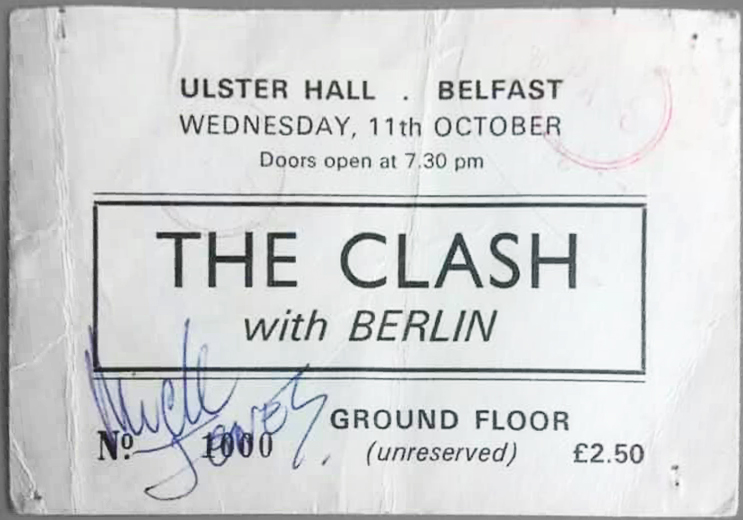 ULSTER HALL . BELFAST
WEDNESDAY, 11th OCTOBER
Doors open at 7.30 pm
THE CLASH
with BERLIN
Mick
Jones
GROUND FLOOR
Nº 1000
(unreserved) £2.50